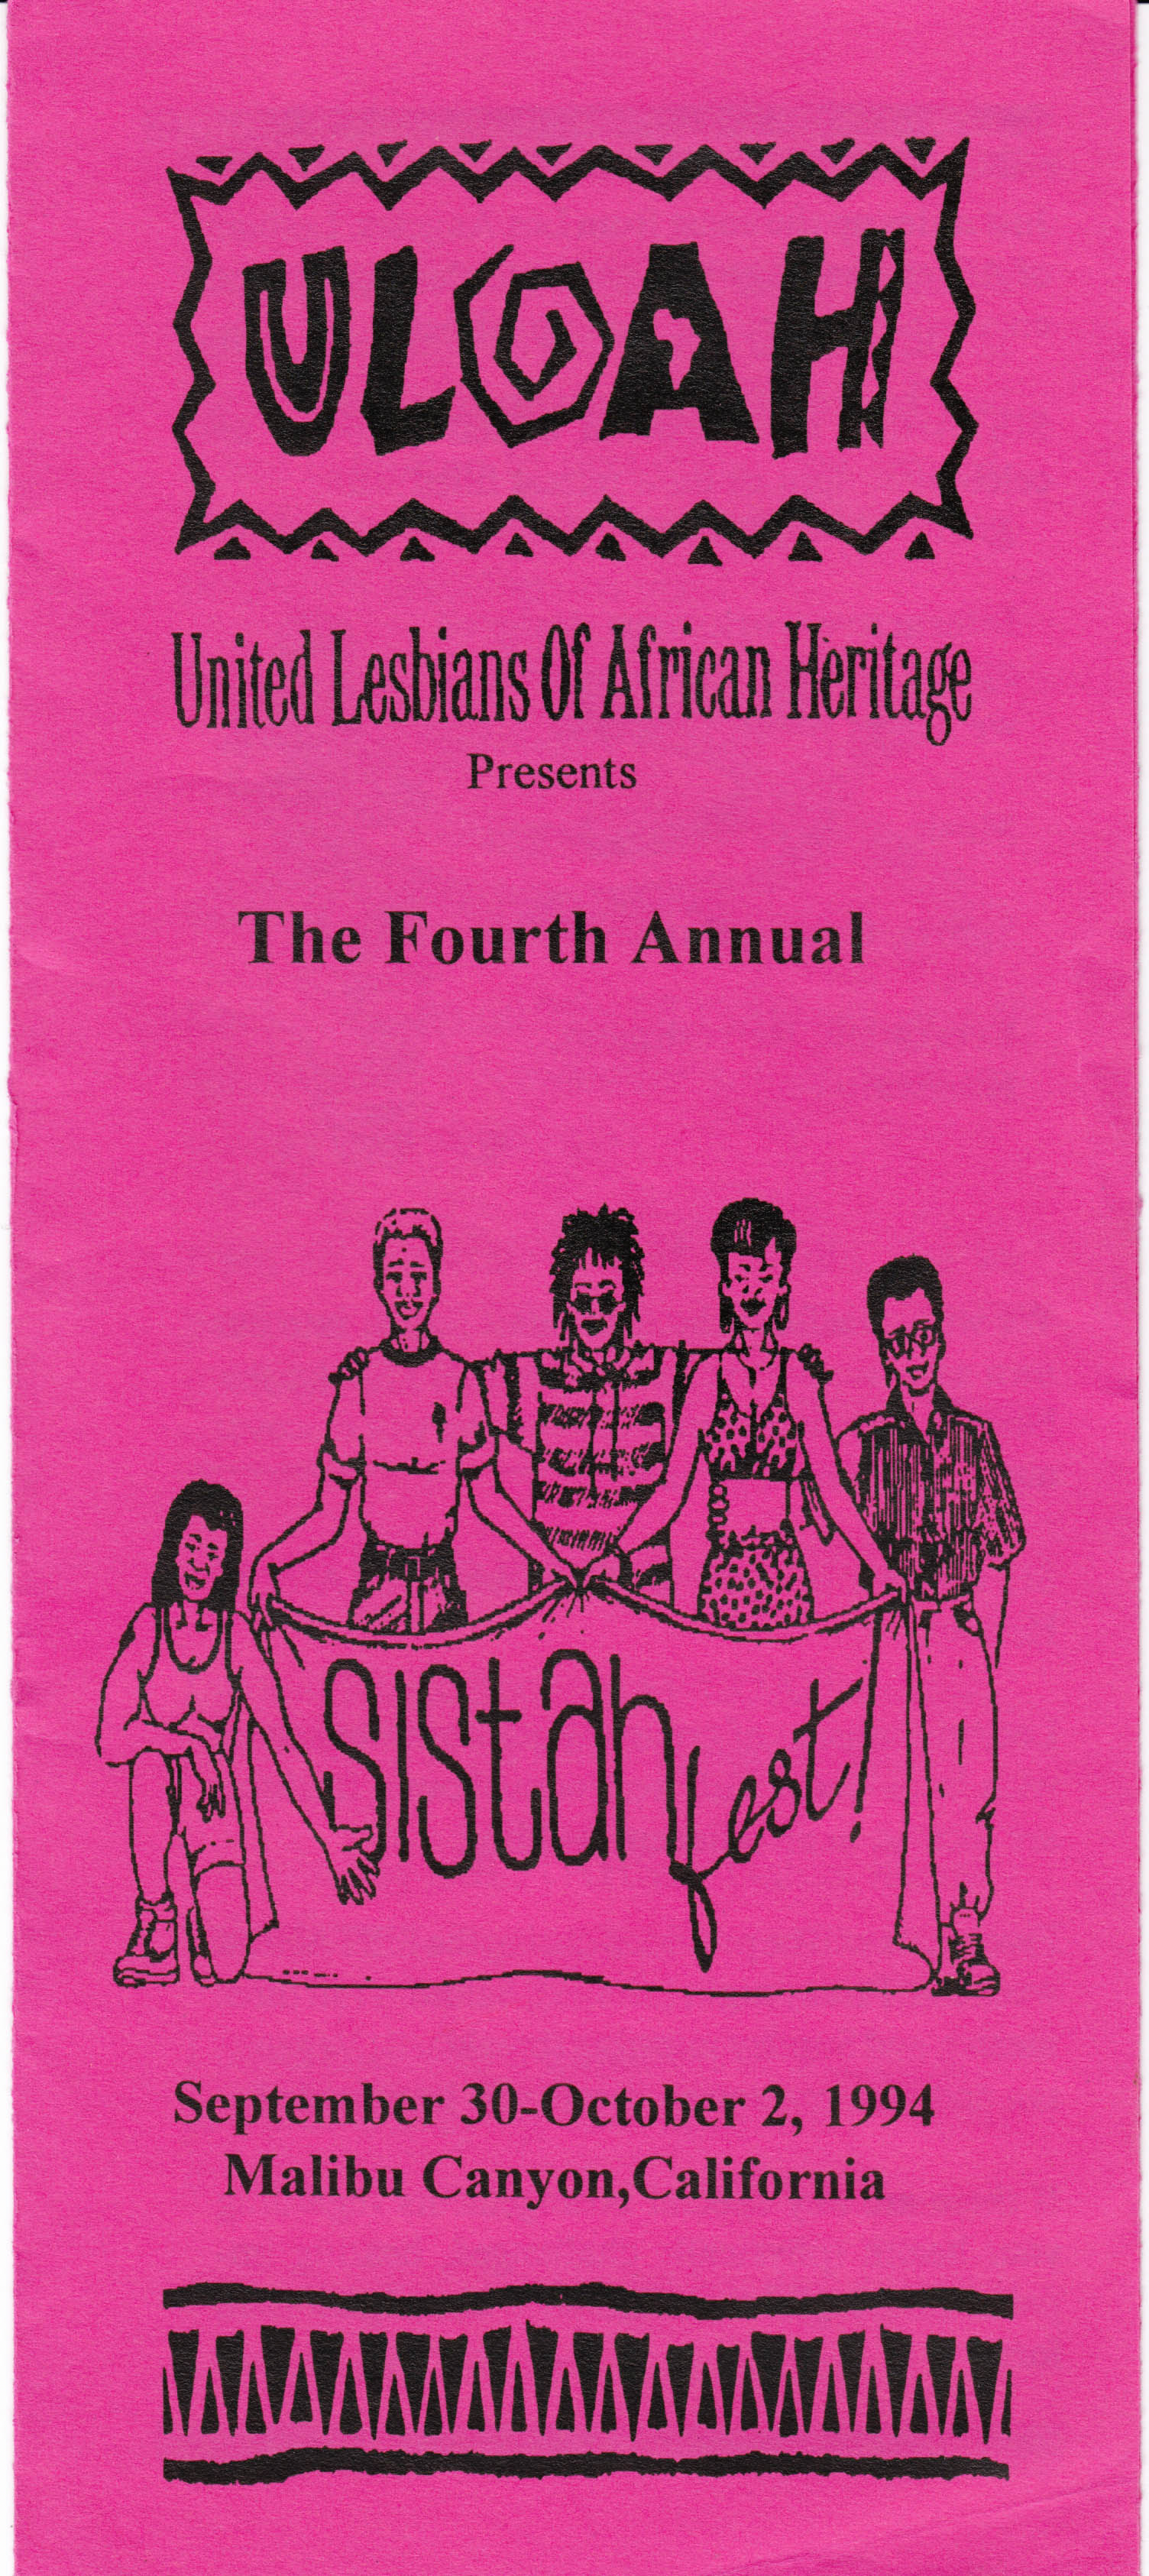 ULOAH
United Lesbians Of African Heritage
Presents
The Fourth Annual
sistah fest!
September 30-October 2, 1994
Malibu Canyon,California